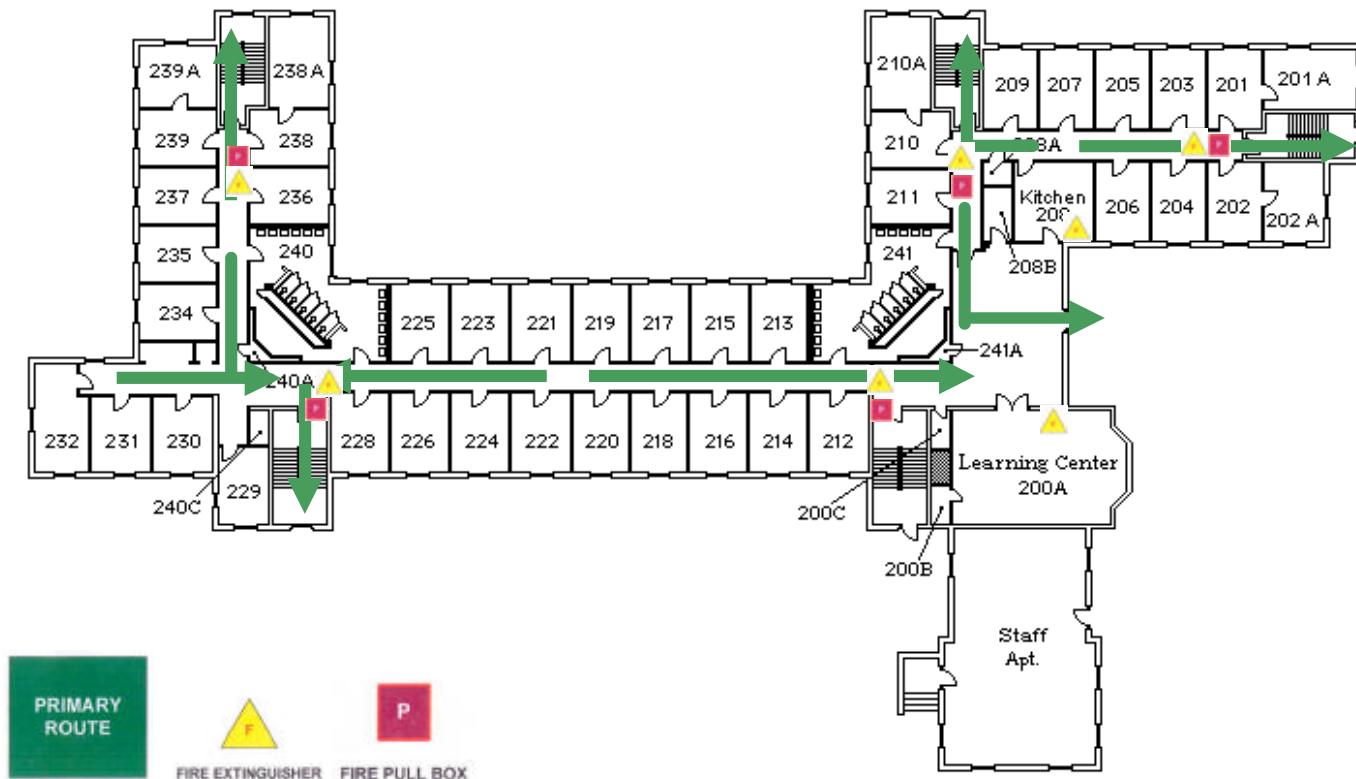 239 A
238 A
210A
209
207
205
203
201
201 A
239
238
210
208A
237
236
211
Kitchen
208
206
204
202
202 A
235
240
241
208B
234
225
223
221
219
217
215
213
241A
240A
232
231
230
228
226
224
222
220
218
216
214
212
229
Learning Center
200A
240C
200C
200B
Staff
Apt.
P
F
P
F
P
F
P
F
F
P
F
P
F
PRIMARY
ROUTE
F
P
FIRE EXTINGUISHER
FIRE PULL BOX